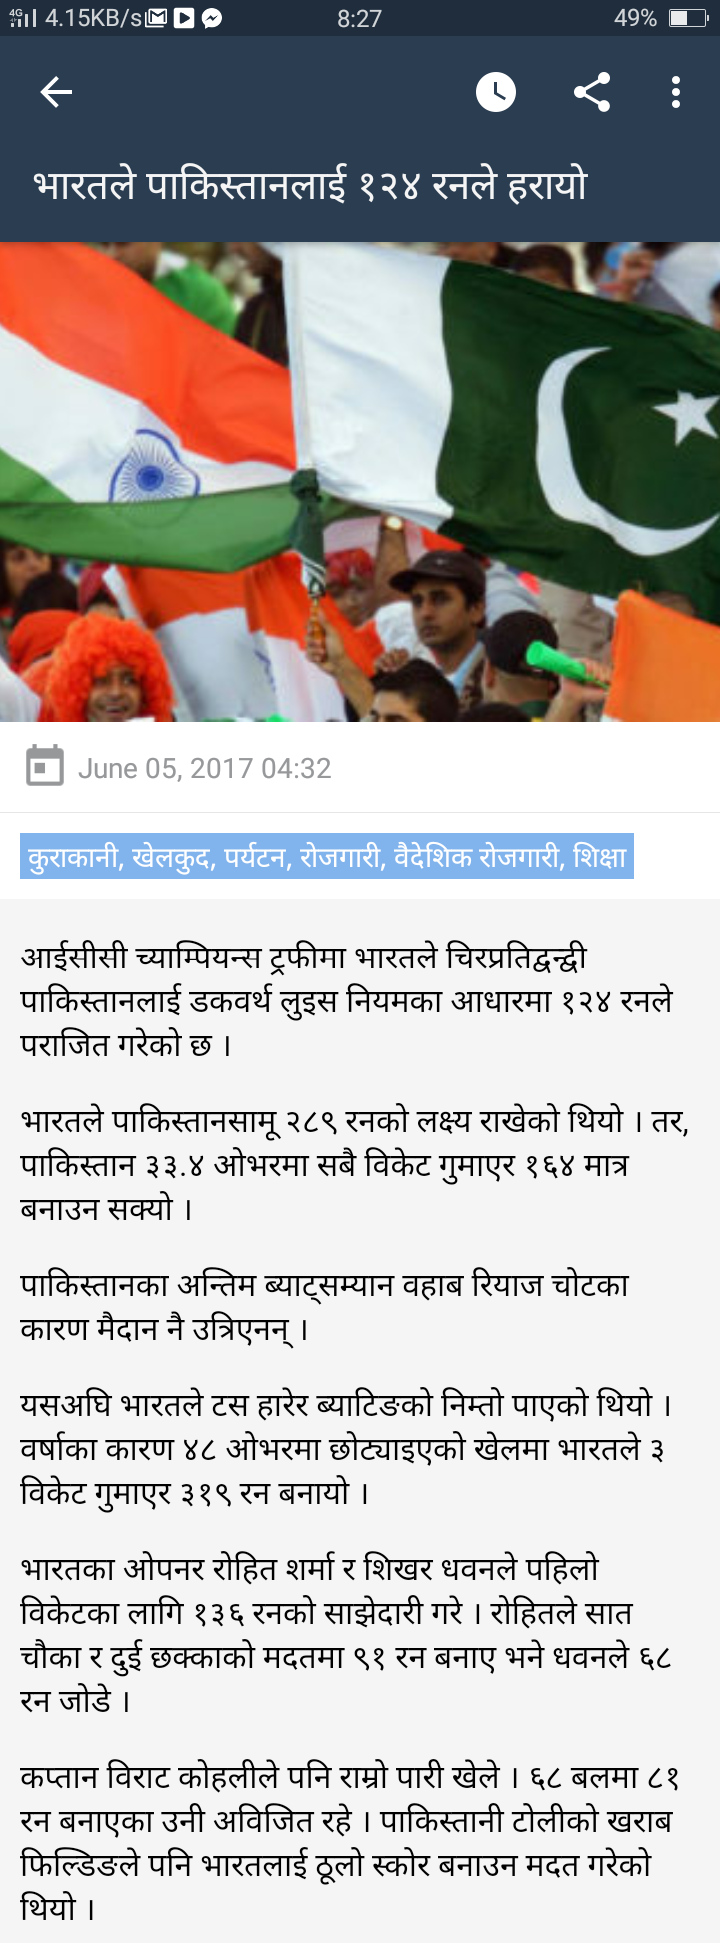 4G 4.15KB/s 8:27 49%
भारतले पाकिस्तानलाई १२४ रनले हरायो
June 05, 2017 04:32
कुराकानी, खेलकुद, पर्यटन, रोजगारी, वैदेशिक रोजगारी, शिक्षा
आईसीसी च्याम्पियन्स ट्रफीमा भारतले चिरप्रतिद्वन्द्वी
पाकिस्तानलाई डकवर्थ लुइस नियमका आधारमा १२४ रनले
पराजित गरेको छ ।
भारतले पाकिस्तानसामू २८९ रनको लक्ष्य राखेको थियो । तर,
पाकिस्तान ३३.४ ओभरमा सबै विकेट गुमाएर १६४ मात्र
बनाउन सक्यो ।
पाकिस्तानका अन्तिम ब्याट्सम्यान वहाब रियाज चोटका
कारण मैदान नै उत्रिएनन् ।
यसअघि भारतले टस हारेर ब्याटिङको निम्तो पाएको थियो ।
वर्षाका कारण ४८ ओभरमा छोट्याइएको खेलमा भारतले ३
विकेट गुमाएर ३१९ रन बनायो ।
भारतका ओपनर रोहित शर्मा र शिखर धवनले पहिलो
विकेटका लागि १३६ रनको साझेदारी गरे । रोहितले सात
चौका र दुई छक्काको मदतमा ९१ रन बनाए भने धवनले ६८
रन जोडे ।
कप्तान विराट कोहलीले पनि राम्रो पारी खेले । ६८ बलमा ८१
रन बनाएका उनी अविजित रहे । पाकिस्तानी टोलीको खराब
फिल्डिङले पनि भारतलाई ठूलो स्कोर बनाउन मदत गरेको
थियो ।